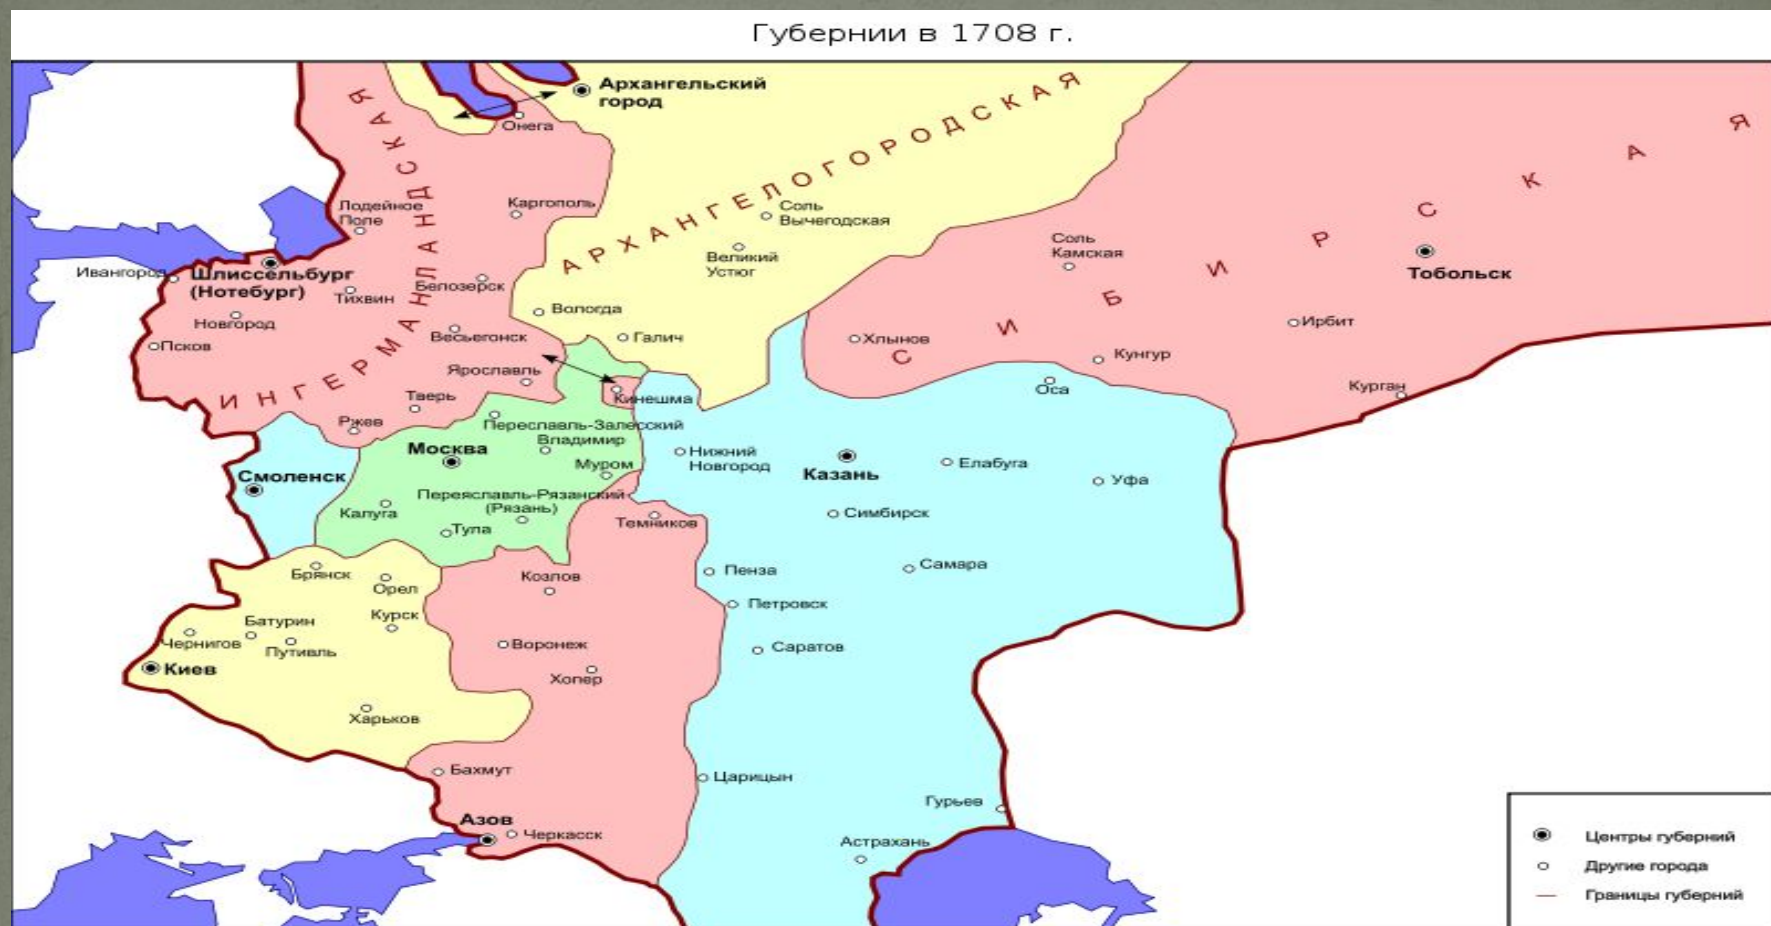 Губернии в 1708 г.
Архангельский
город
Онега
ИНГЕРМАНЛАНДСКАЯ
АРХАНГЕЛОГОРОДСКАЯ
СИБИРСКАЯ
Лодейное
Поле
Каргополь
Соль
Вычегодская
Великий
Устюг
Соль
Камская
Тобольск
Ивангород
Шлиссельбург
(Нотебург)
Тихвин
Белозерск
Новгород
Вологда
Псков
Весьегонск
Галич
Хлынов
Ирбит
Кунгур
Ярославль
Оса
Курган
Тверь
Кинешма
Ржев
Переславль-Залесский
Москва
Владимир
Муром
Нижний
Новгород
Казань
Елабуга
Уфа
Смоленск
Переяславль-Рязанский
(Рязань)
Калуга
Тула
Темников
Симбирск
Брянск
Орел
Козлов
Пенза
Самара
Петровск
Курск
Батурин
Чернигов
Путивль
Воронеж
Саратов
Киев
Хопер
Харьков
Бахмут
Царицын
Гурьев
Азов
Черкасск
Астрахань
Центры губерний
Другие города
Границы губерний